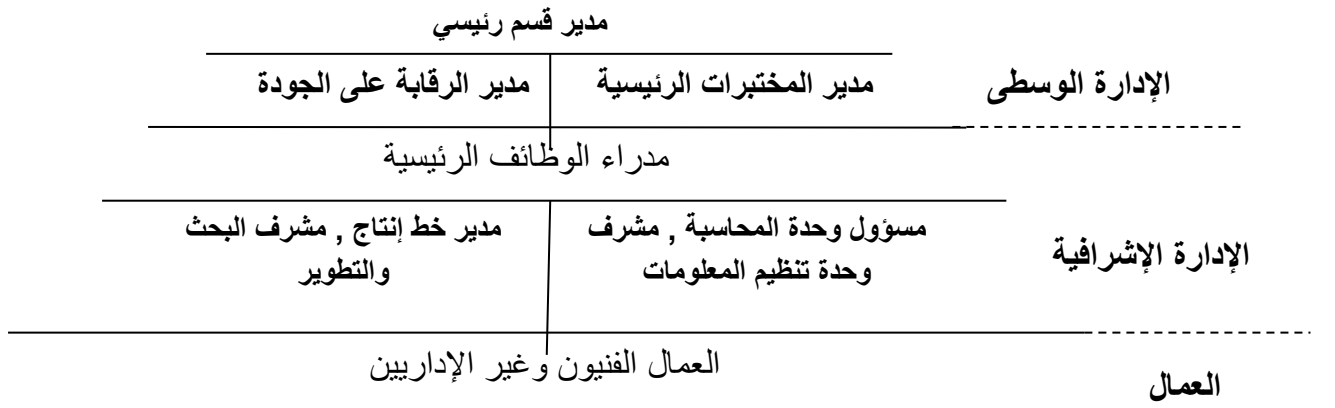 مدير قسم رئيسي
الإدارة الوسطى
مدير المختبرات الرئيسية
مدير الرقابة على الجودة
مدراء الوظائف الرئيسية
الإدارة الإشرافية
مسؤول وحدة المحاسبة , مشرف
وحدة تنظيم المعلومات
مدير خط إنتاج , مشرف البحث
والتطوير
العمال الفنيون وغير الإداريين
العمال